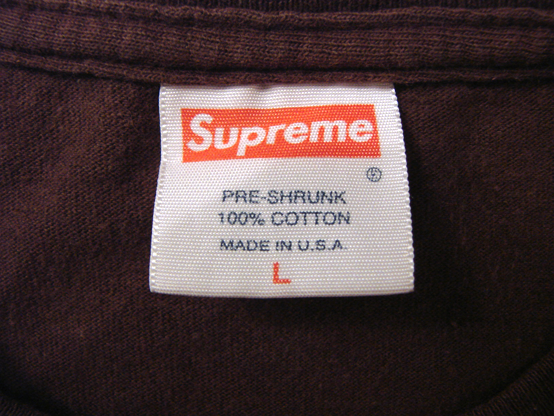 Supreme
®
PRE-SHRUNK
100% COTTON
MADE IN U.S.A
L